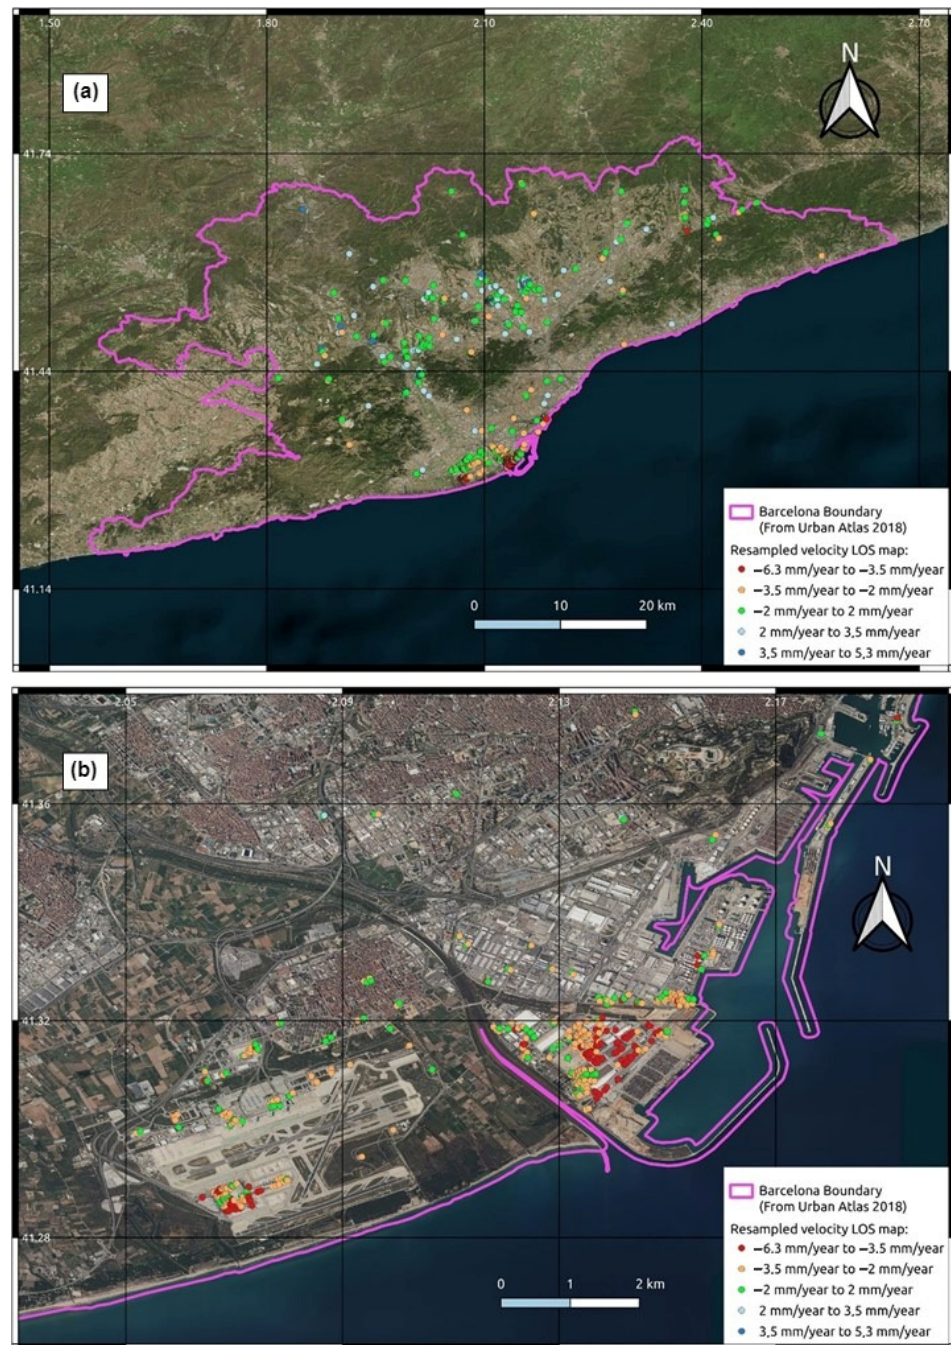 1.50 1.80 2.10 2.40 2.70
(a)
N
41.74
41.44
41.14
Barcelona Boundary
(From Urban Atlas 2018)
Resampled velocity LOS map:
−6.3 mm/year to −3.5 mm/year
−3.5 mm/year to −2 mm/year
−2 mm/year to 2 mm/year
2 mm/year to 3,5 mm/year
3,5 mm/year to 5,3 mm/year
0 10 20 km
2.05 2.09 2.13 2.17
(b)
41.36
N
41.32
41.28
Barcelona Boundary
(From Urban Atlas 2018)
Resampled velocity LOS map:
−6.3 mm/year to −3.5 mm/year
−3.5 mm/year to −2 mm/year
−2 mm/year to 2 mm/year
2 mm/year to 3,5 mm/year
3,5 mm/year to 5,3 mm/year
0 1 2 km